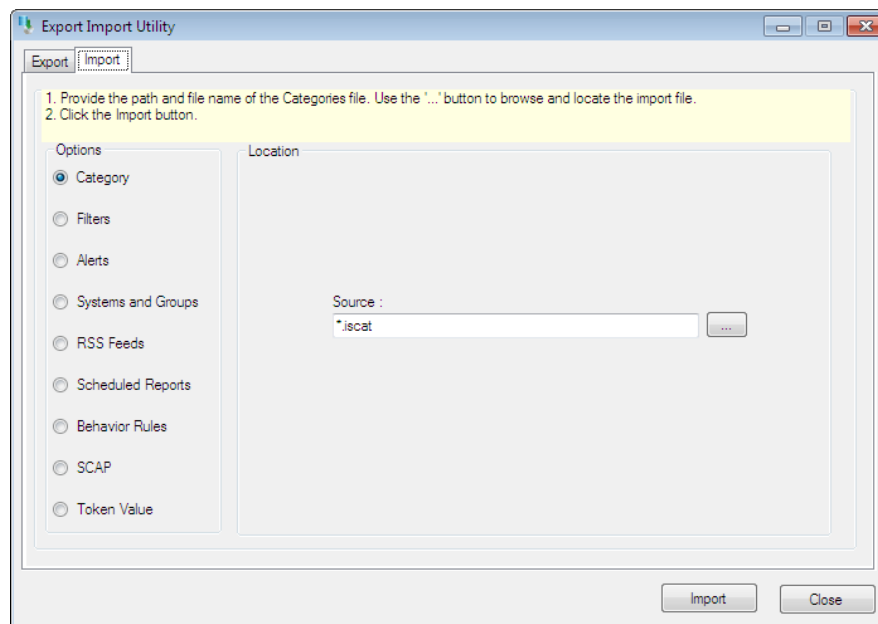 Export Import Utility
Export
Import
1. Provide the path and file name of the Categories file. Use the '...' button to browse and locate the import file.
2. Click the Import button.
Options
Location
Category
Filters
Alerts
Systems and Groups
Source :
*.iscat
...
RSS Feeds
Scheduled Reports
Behavior Rules
SCAP
Token Value
Import
Close